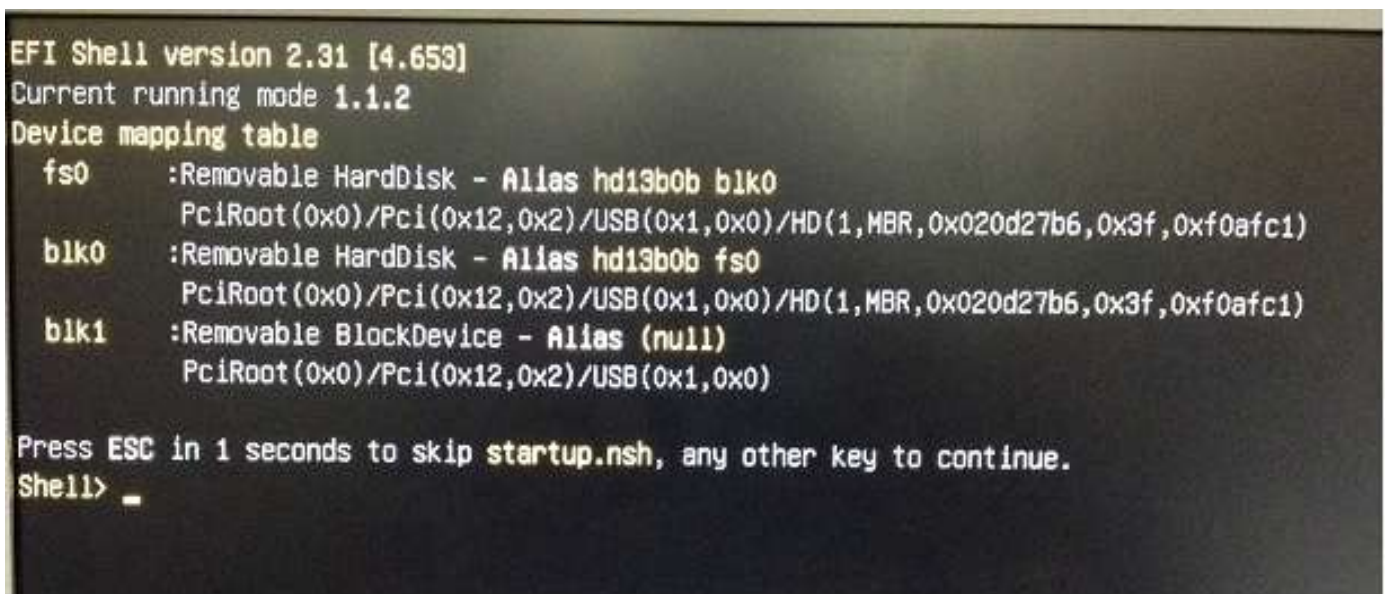 EFI Shell version 2.31 [4.653]
Current running mode 1.1.2
Device mapping table
fs0 :Removable HardDisk - Alias hd13b0b blk0
PciRoot(0x0)/Pci(0x12,0x2)/USB(0x1,0x0)/HD(1,MBR,0x020d27b6,0x3f,0xf0afc1)
blk0 :Removable HardDisk - Alias hd13b0b fs0
PciRoot(0x0)/Pci(0x12,0x2)/USB(0x1,0x0)/HD(1,MBR,0x020d27b6,0x3f,0xf0afc1)
blk1 :Removable BlockDevice - Alias (null)
PciRoot(0x0)/Pci(0x12,0x2)/USB(0x1,0x0)
Press ESC in 1 seconds to skip startup.nsh, any other key to continue.
Shell> _